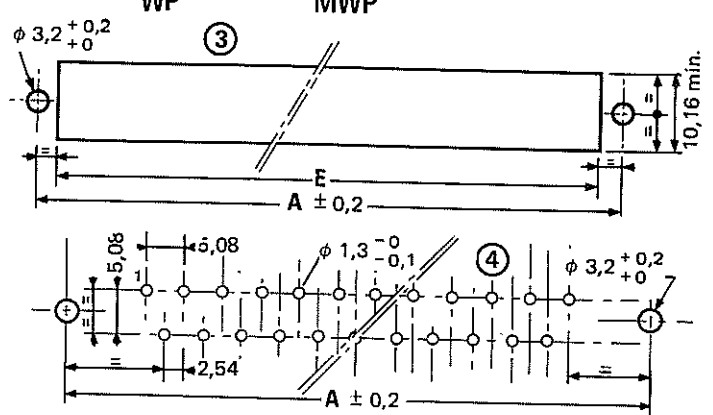 WP MWP
ϕ 3,2 +0,2 +0
3
= = 10,16 min.
= E =
A ± 0,2
5,08 5,08 ϕ 1,3 -0 -0,1 4 ϕ 3,2 +0,2 +0
1
= =
= 2,54 =
A ± 0,2